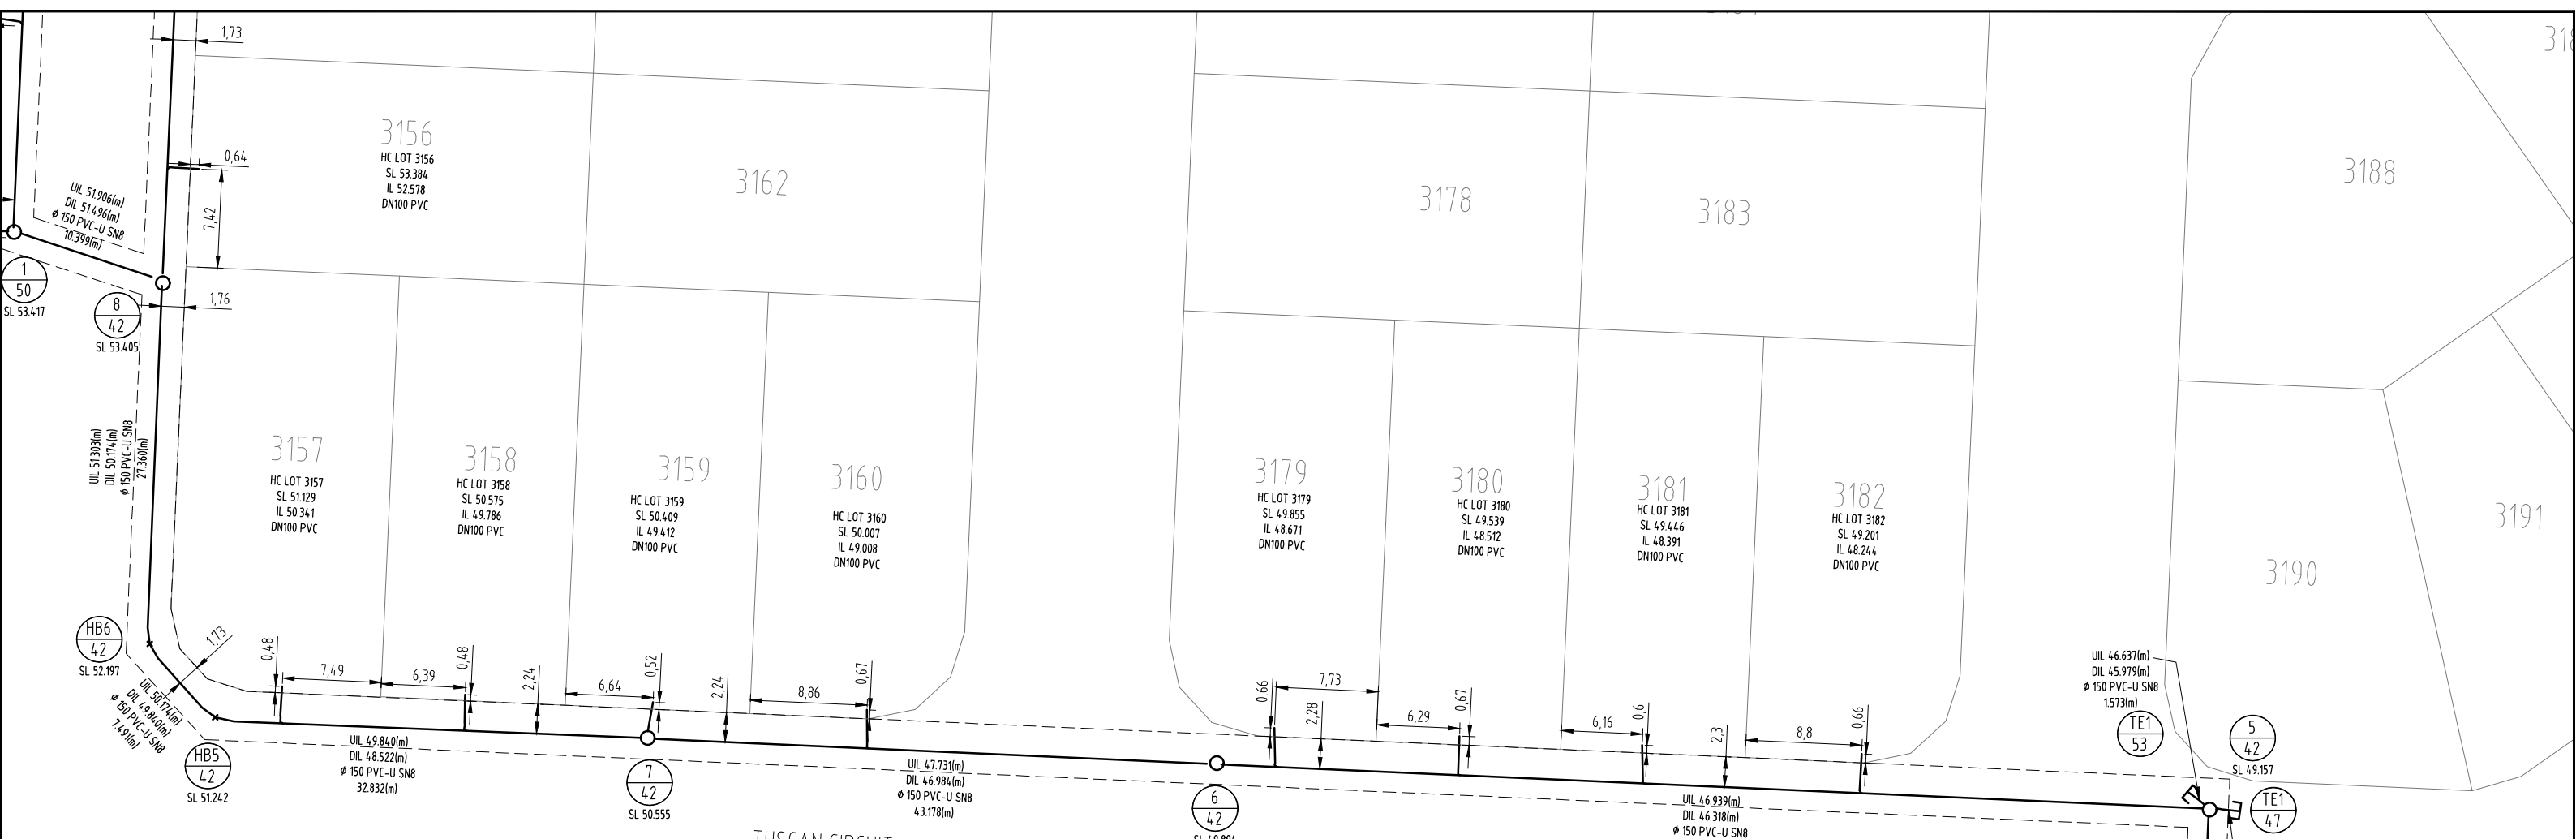 1,73
3156
HC LOT 3156
SL 53.384
IL 52.578
DN100 PVC
0,64
7,42
3162
3178
3183
3188
UIL 51.906(m)
DIL 51.496(m)
ϕ 150 PVC-U SN8
10.399(m)
1
50
SL 53.417
8
42
SL 53.405
1,76
UIL 51.303(m)
DIL 50.174(m)
ϕ 150 PVC-U SN8
27.360(m)
3157
HC LOT 3157
SL 51.129
IL 50.341
DN100 PVC
3158
HC LOT 3158
SL 50.575
IL 49.786
DN100 PVC
3159
HC LOT 3159
SL 50.409
IL 49.412
DN100 PVC
3160
HC LOT 3160
SL 50.007
IL 49.008
DN100 PVC
3179
HC LOT 3179
SL 49.855
IL 48.671
DN100 PVC
3180
HC LOT 3180
SL 49.539
IL 48.512
DN100 PVC
3181
HC LOT 3181
SL 49.446
IL 48.391
DN100 PVC
3182
HC LOT 3182
SL 49.201
IL 48.244
DN100 PVC
3191
3190
HB6
42
SL 52.197
1,73
0,48
7,49
6,39
0,48
2,24
6,64
0,52
2,24
8,86
0,67
0,66
7,73
2,28
6,29
0,67
6,16
0,6
2,3
8,8
0,66
UIL 46.637(m)
DIL 45.979(m)
ϕ 150 PVC-U SN8
1.573(m)
TE1
53
5
42
SL 49.157
UIL 50.174(m)
DIL 49.840(m)
ϕ 150 PVC-U SN8
7.491(m)
HB5
42
SL 51.242
UIL 49.840(m)
DIL 48.522(m)
ϕ 150 PVC-U SN8
32.832(m)
7
42
SL 50.555
UIL 47.731(m)
DIL 46.984(m)
ϕ 150 PVC-U SN8
43.178(m)
6
42
UIL 46.939(m)
DIL 46.318(m)
ϕ 150 PVC-U SN8
TE1
47
TUSCAN CIRCUIT